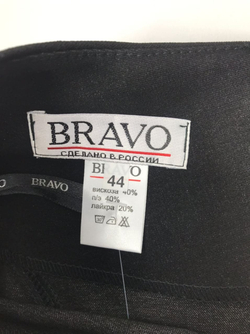 BRAVO
СДЕЛАНО В РОССИИ
BRAVO
44
вискоза 40%
п/э 40%
лайкра 20%
BRAVO